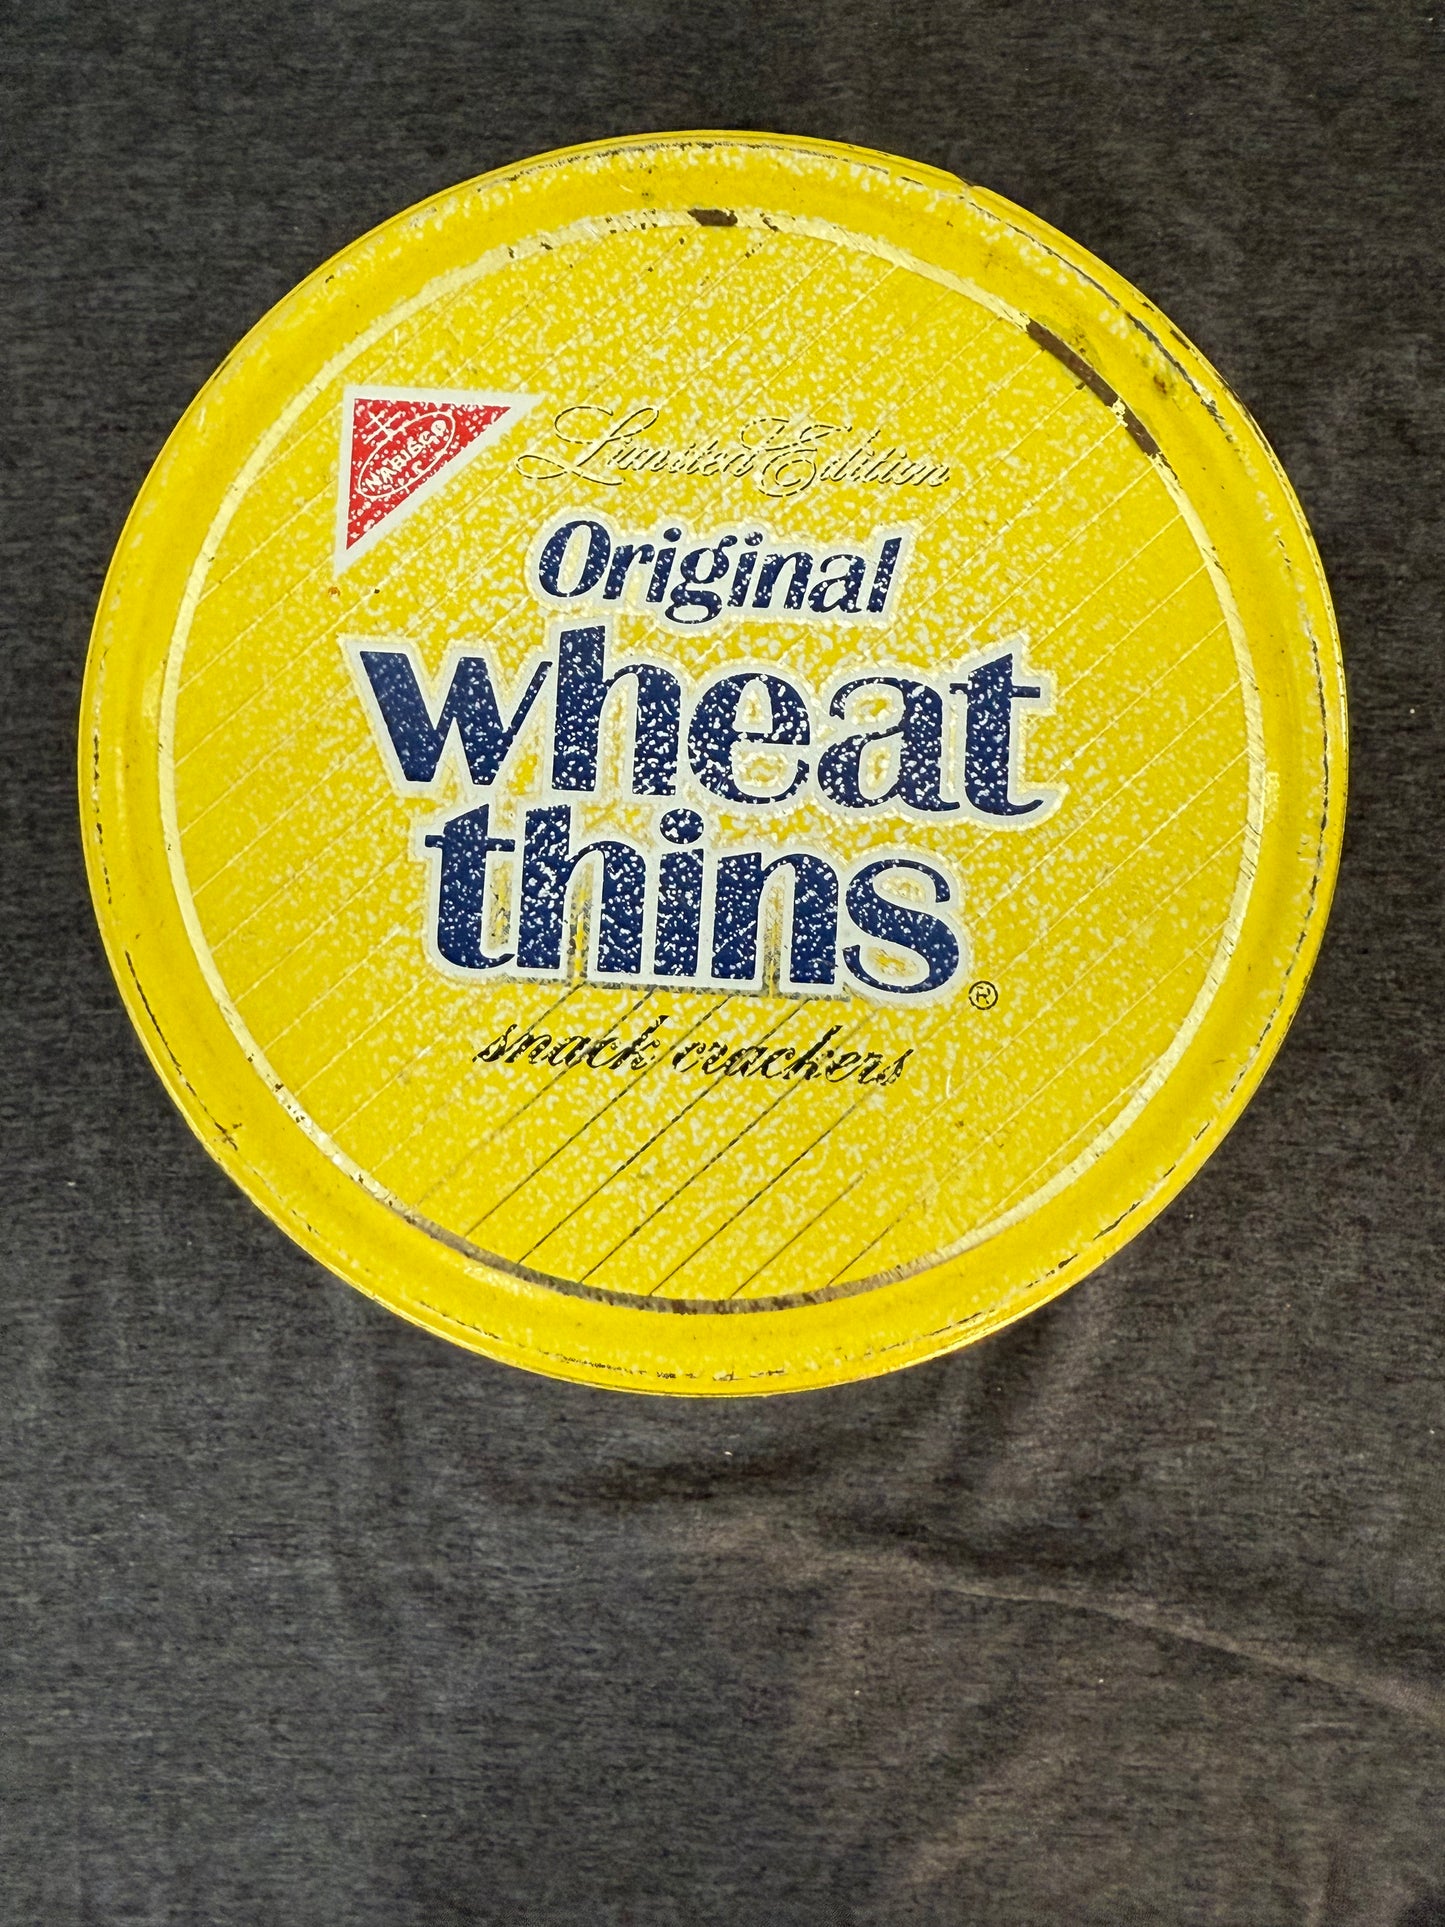 NABISCO
Limited Edition
Original
wheat
thins®
snack crackers